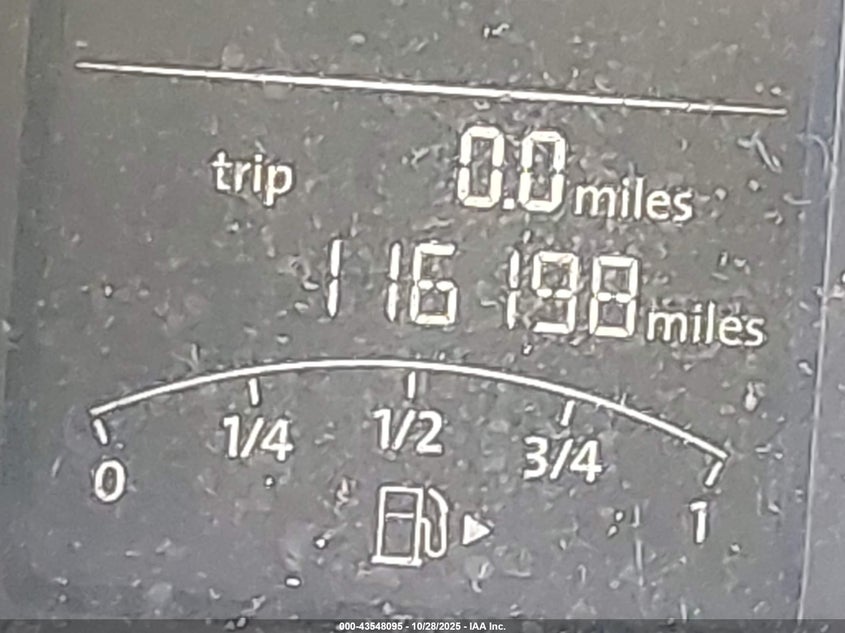 trip 0.0 miles
116198 miles
0 1/4 1/2 3/4 1
000-43548095 - 10/28/2025 - IAA Inc.